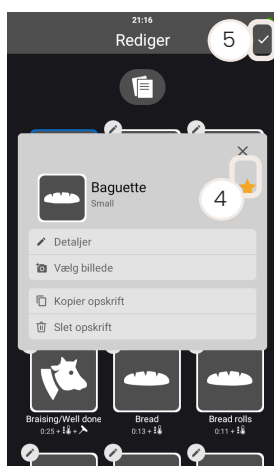 21:16
Rediger
5
Baguette
Small
4
Detaljer
Vælg billede
Kopier opskrift
Slet opskrift
Braising/Well done
0:25 +
+
Bread
0:13 +
Bread rolls
0:11 +